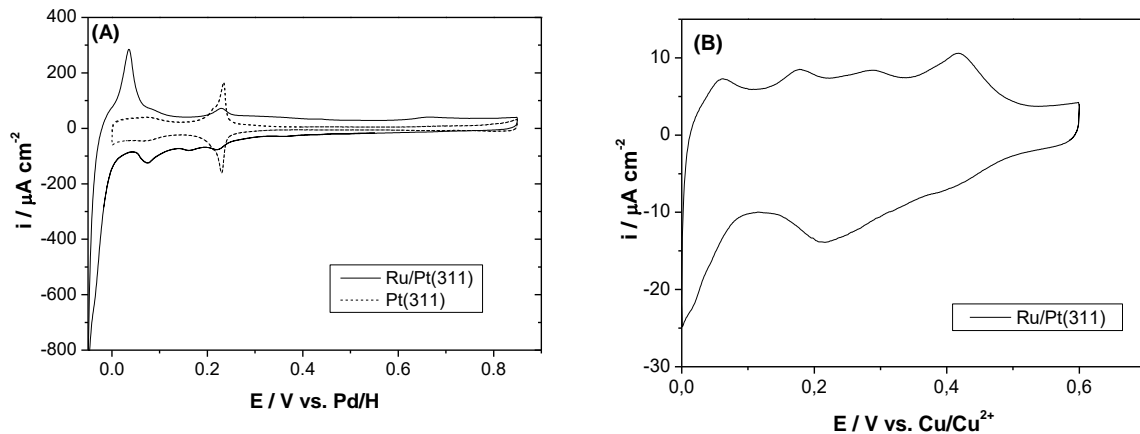 (A)
400
200
0
-200
-400
-600
-800
i / µA cm⁻²
0.0 0.2 0.4 0.6 0.8
E / V vs. Pd/H
Ru/Pt(311)
Pt(311)
(B)
10
0
-10
-20
-30
i / µA cm⁻²
0,0 0,2 0,4 0,6
E / V vs. Cu/Cu²⁺
Ru/Pt(311)